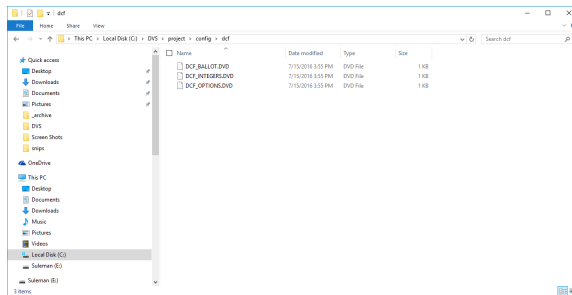 dcf
File Home Share View
This PC > Local Disk (C:) > DVS > project > config > dcf
Search dcf
Name Date modified Type Size
DCF_BALLOT.DVD 7/15/2016 3:55 PM DVD File 1 KB
DCF_INTEGERS.DVD 7/15/2016 3:55 PM DVD File 1 KB
DCF_OPTIONS.DVD 7/15/2016 3:55 PM DVD File 1 KB
Quick access
Desktop
Downloads
Documents
Pictures
_archive
DVS
Screen Shots
snips
OneDrive
This PC
Desktop
Documents
Downloads
Music
Pictures
Videos
Local Disk (C:)
Suleman (E:)
Suleman (E:)
3 items